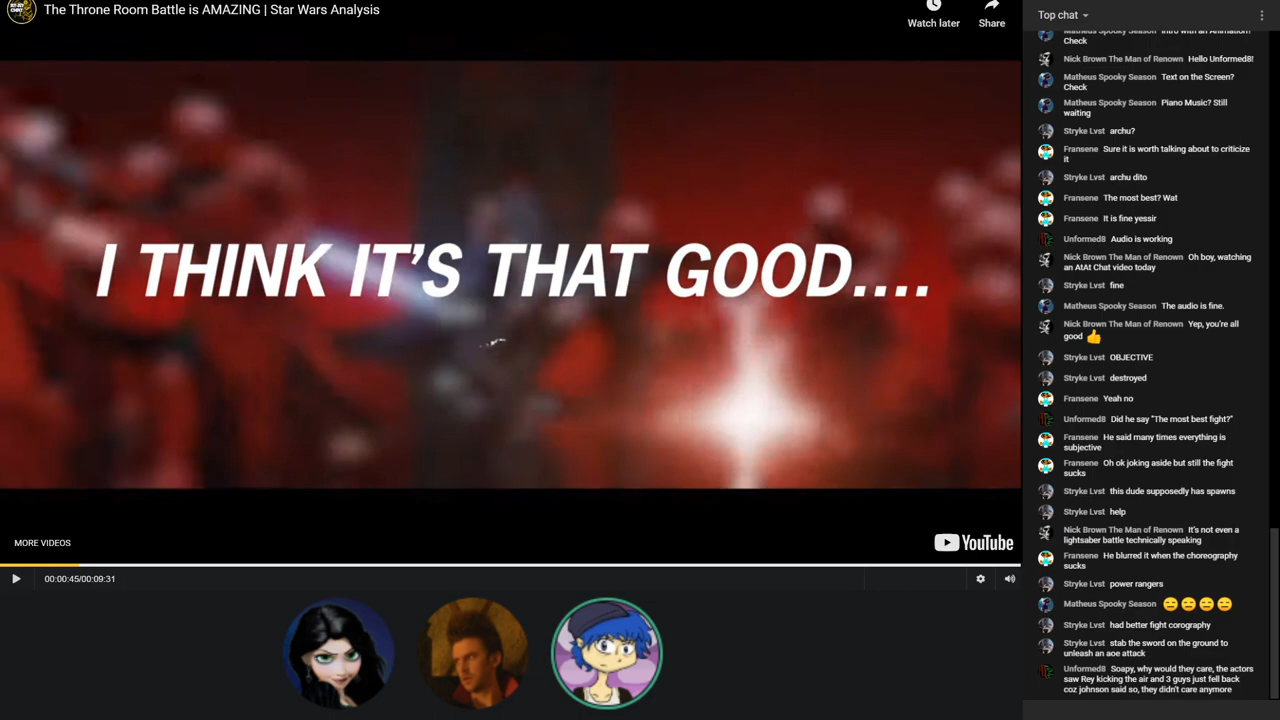 The Throne Room Battle is AMAZING | Star Wars Analysis
Watch later
Share
I THINK IT'S THAT GOOD....
MORE VIDEOS
YouTube
00:00:45/00:09:31
Top chat
Matheus Spooky Season Intro with an Animation?
Check
Nick Brown The Man of Renown Hello Unformed8!
Matheus Spooky Season Text on the Screen?
Check
Matheus Spooky Season Piano Music? Still
waiting
Stryke Lvst archu?
Fransene Sure it is worth talking about to criticize
it
Stryke Lvst archu dito
Fransene The most best? Wat
Fransene It is fine yessir
Unformed8 Audio is working
Nick Brown The Man of Renown Oh boy, watching
an AtAt Chat video today
Stryke Lvst fine
Matheus Spooky Season The audio is fine.
Nick Brown The Man of Renown Yep, you're all
good 👍
Stryke Lvst OBJECTIVE
Stryke Lvst destroyed
Fransene Yeah no
Unformed8 Did he say "The most best fight?"
Fransene He said many times everything is
subjective
Fransene Oh ok joking aside but still the fight
sucks
Stryke Lvst this dude supposedly has spawns
Stryke Lvst help
Nick Brown The Man of Renown It's not even a
lightsaber battle technically speaking
Fransene He blurred it when the choreography
sucks
Stryke Lvst power rangers
Matheus Spooky Season 😑😑😑😑
Stryke Lvst had better fight corography
Stryke Lvst stab the sword on the ground to
unleash an aoe attack
Unformed8 Soapy, why would they care, the actors
saw Rey kicking the air and 3 guys just fell back
coz johnson said so, they didn't care anymore